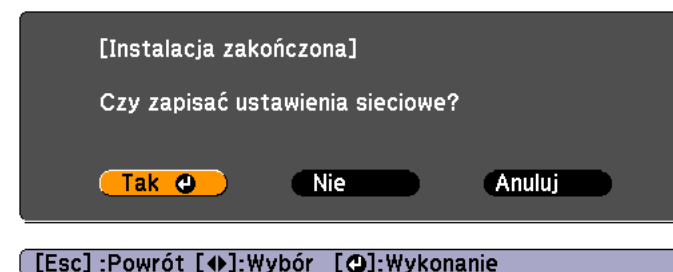 [Instalacja zakończona]
Czy zapisać ustawienia sieciowe?
Tak Nie Anuluj
[Esc] :Powrót [◆]:Wybór [↵]:Wykonanie